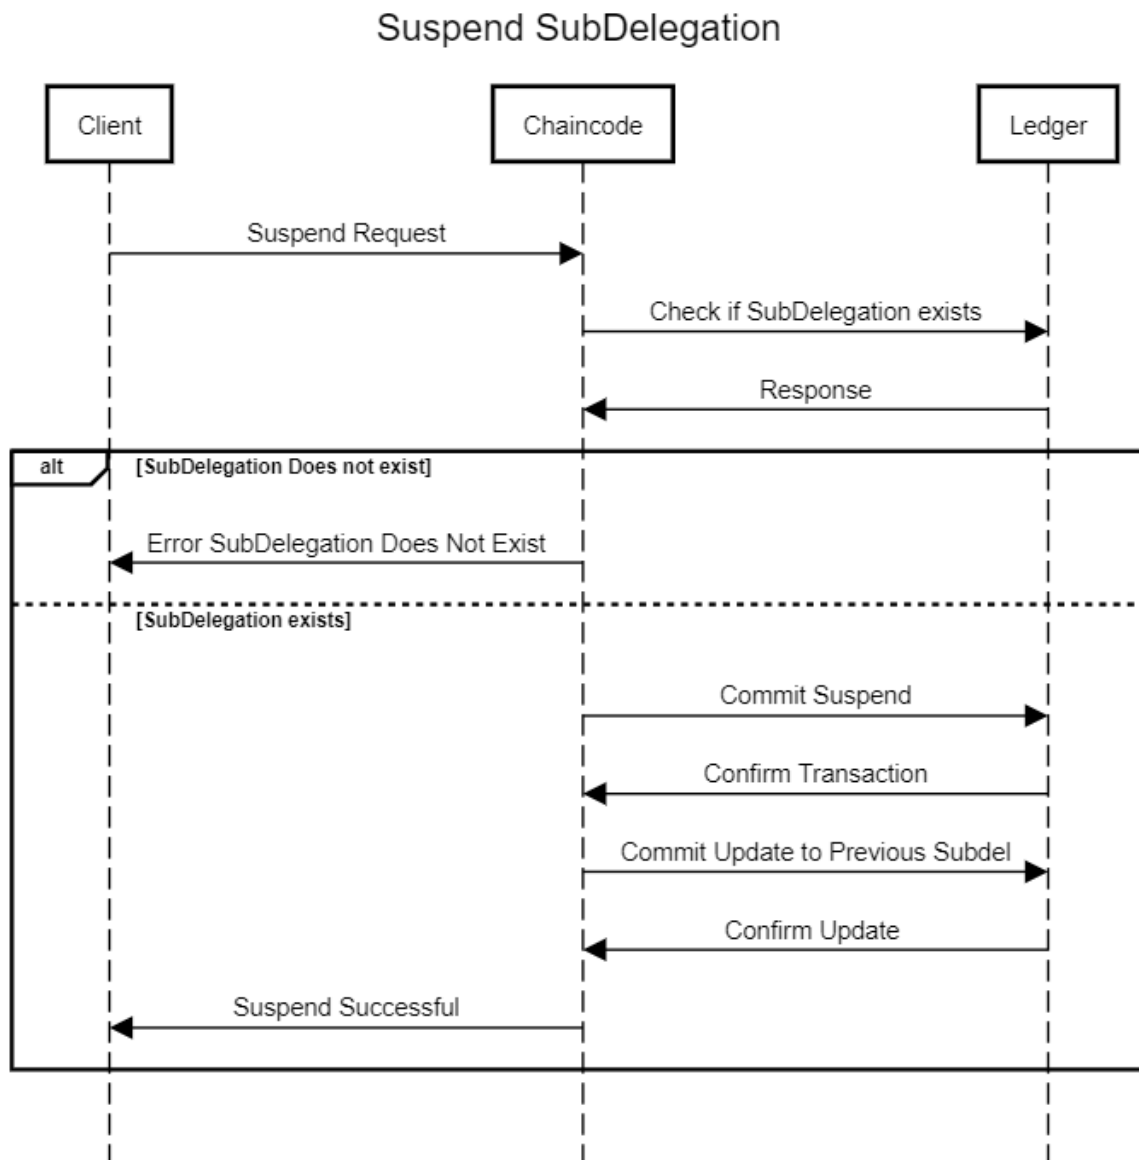 Suspend SubDelegation
Client
Chaincode
Ledger
Suspend Request
Check if SubDelegation exists
Response
alt
[SubDelegation Does not exist]
Error SubDelegation Does Not Exist
[SubDelegation exists]
Commit Suspend
Confirm Transaction
Commit Update to Previous Subdel
Confirm Update
Suspend Successful